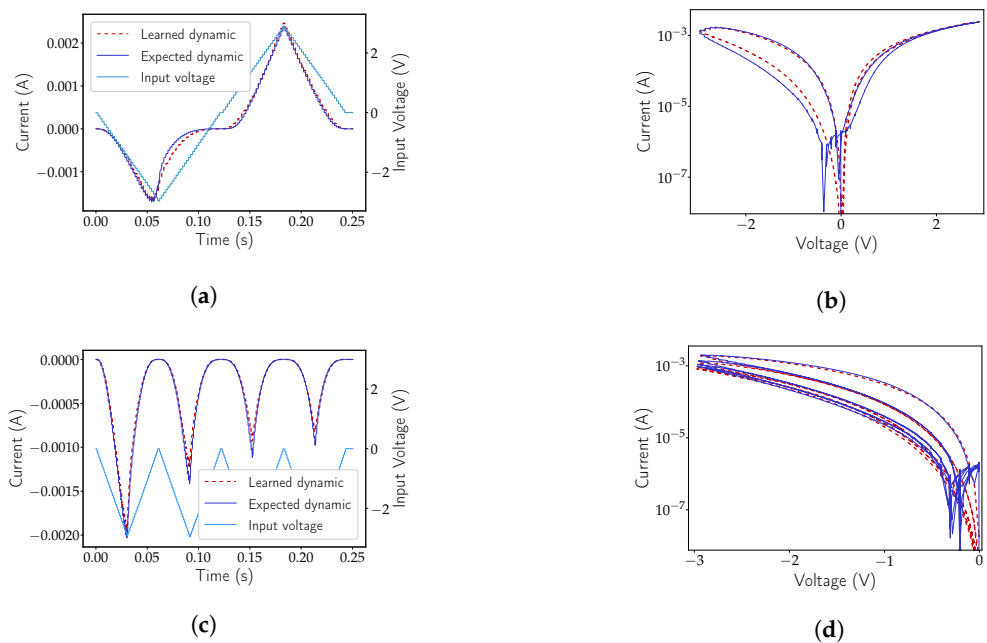 0.002
0.001
0.000
−0.001
Current (A)
Learned dynamic
Expected dynamic
Input voltage
2
0
−2
Input Voltage (V)
0.00 0.05 0.10 0.15 0.20 0.25
Time (s)
(a)
10−3
10−5
10−7
Current (A)
−2 0 2
Voltage (V)
(b)
0.0000
−0.0005
−0.0010
−0.0015
−0.0020
Current (A)
Learned dynamic
Expected dynamic
Input voltage
2
0
−2
Input Voltage (V)
0.00 0.05 0.10 0.15 0.20 0.25
Time (s)
(c)
10−3
10−5
10−7
Current (A)
−3 −2 −1 0
Voltage (V)
(d)